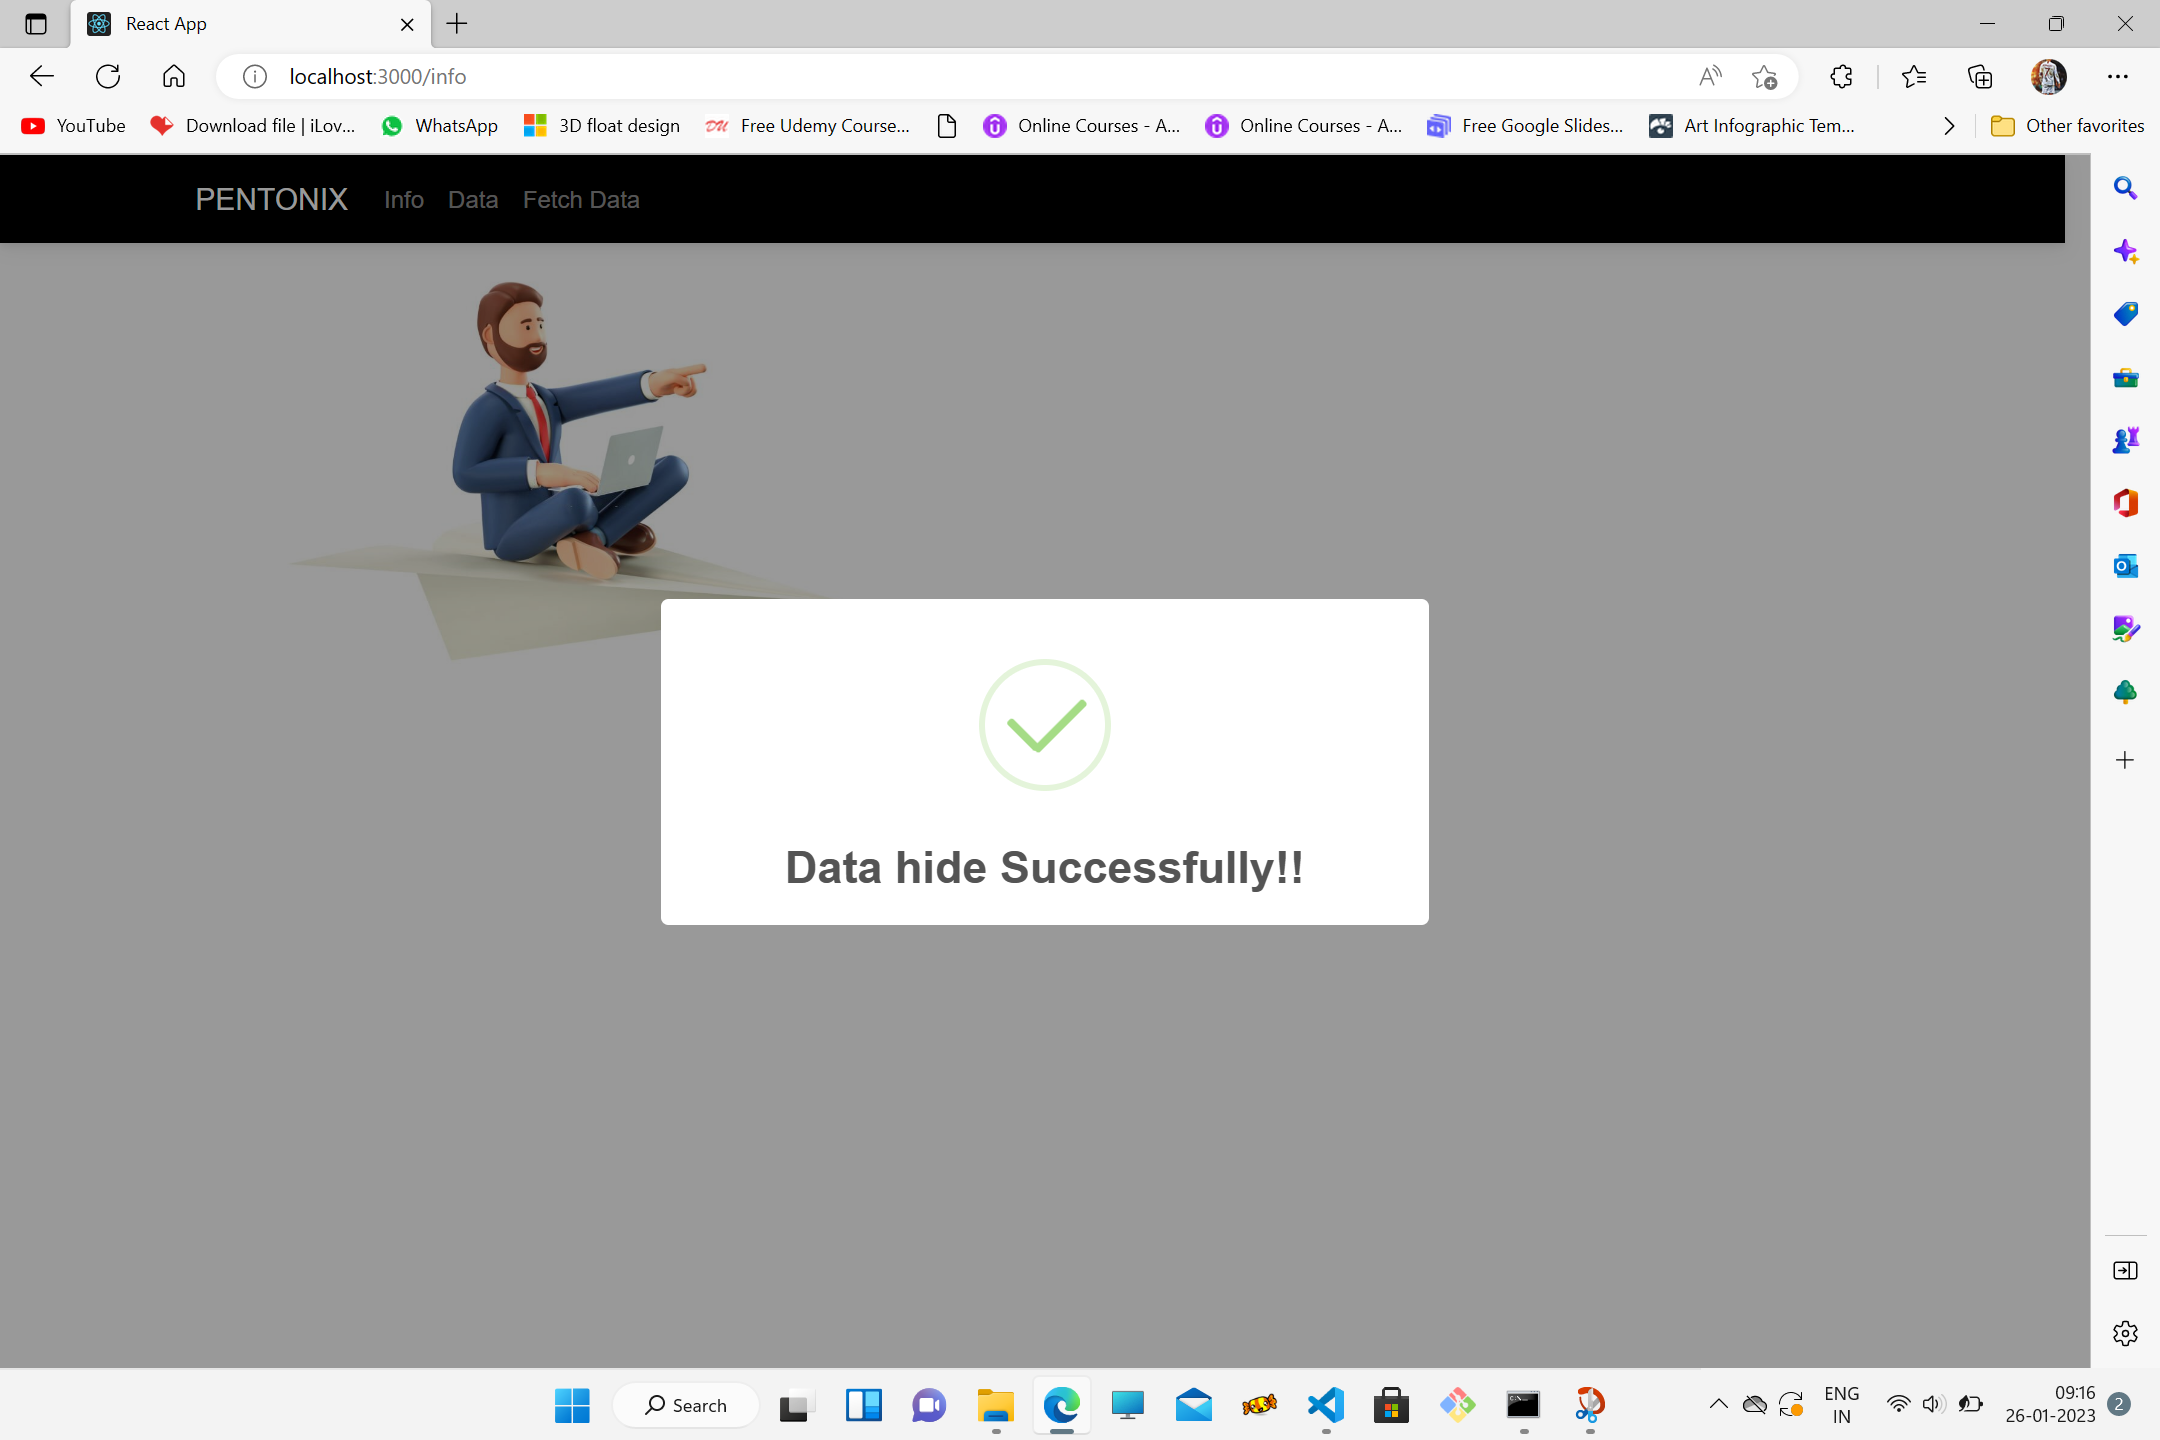 React App
localhost:3000/info
YouTube
Download file | iLov...
WhatsApp
3D float design
DU
Free Udemy Course...
Online Courses - A...
Online Courses - A...
Free Google Slides...
Art Infographic Tem...
Other favorites
PENTONIX
Info
Data
Fetch Data
Data hide Successfully!!
Search
ENG
IN
09:16
26-01-2023
2